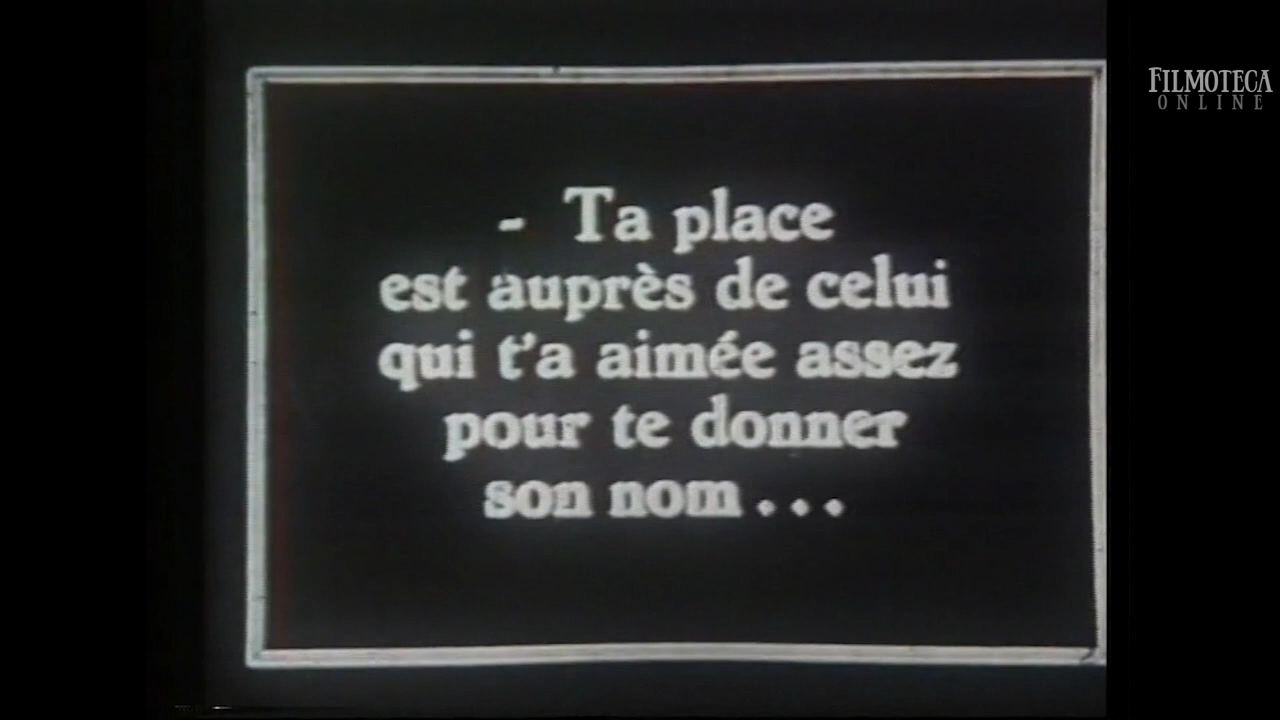 FILMOTECA
ONLINE
- Ta place
est auprès de celui
qui t'a aimée assez
pour te donner
son nom...